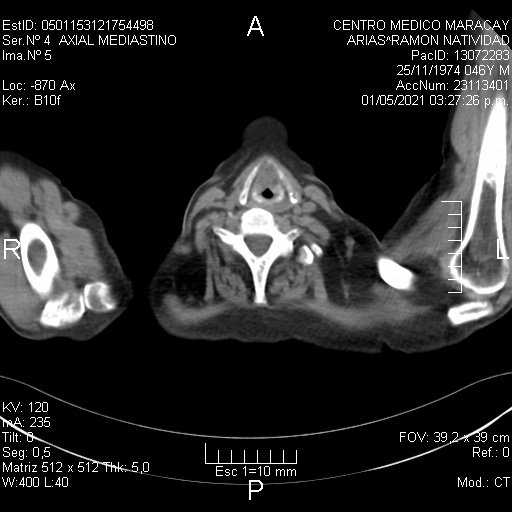 EstID: 0501153121754498
Ser.Nº 4 AXIAL MEDIASTINO
Ima.Nº 5
Loc: -870 Ax
Ker.: B10f
A
CENTRO MEDICO MARACAY
ARIAS^RAMON NATIVIDAD
PacID: 13072283
25/11/1974 046Y M
AccNum: 23113401
01/05/2021 03:27:26 p.m.
R
L
KV: 120
mA: 235
Tilt: 0
Seg: 0,5
Matriz 512 x 512 Thk: 5,0
W:400 L:40
Esc 1=10 mm
P
FOV: 39,2 x 39 cm
Ref.: 0
Mod.: CT